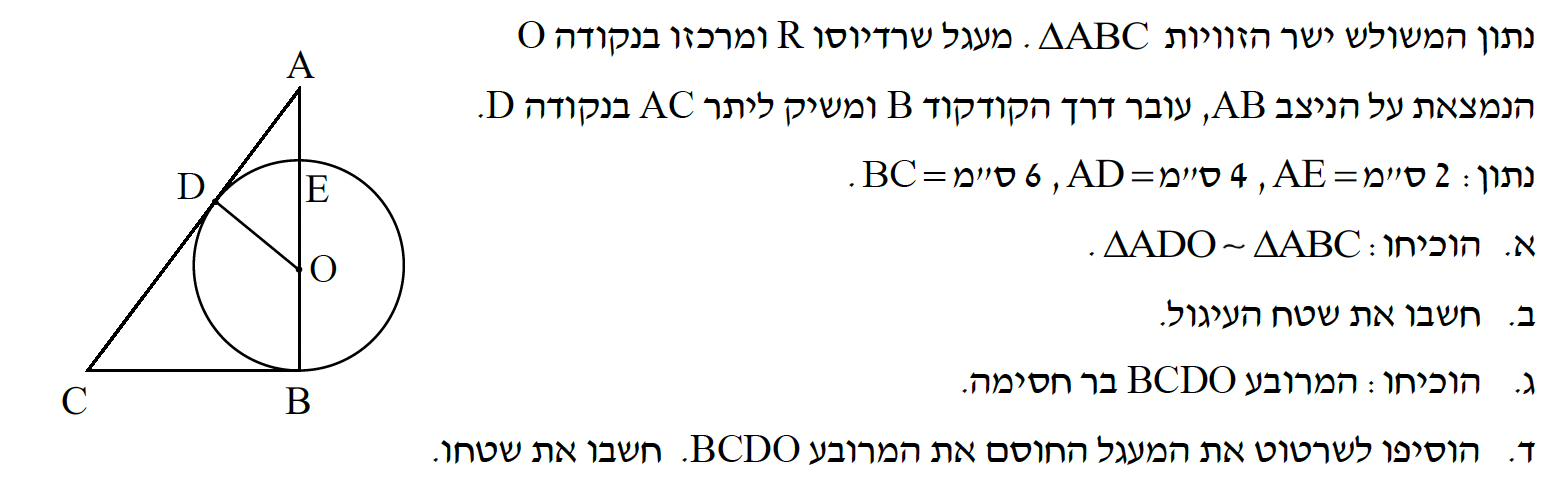 נתון המשולש ישר הזוויות ΔABC . מעגל שרדיוסו R ומרכזו בנקודה O
הנמצאת על הניצב AB, עובר דרך הקודקוד B ומשיק ליתר AC בנקודה D.
נתון : 2 ס״מ = AE , 4 ס״מ = AD , 6 ס״מ = BC .
א. הוכיחו : ΔADO ~ ΔABC .
ב. חשבו את שטח העיגול.
ג. הוכיחו : המרובע BCDO בר חסימה.
ד. הוסיפו לשרטוט את המעגל החוסם את המרובע BCDO. חשבו את שטחו.
A
D
E
O
C
B